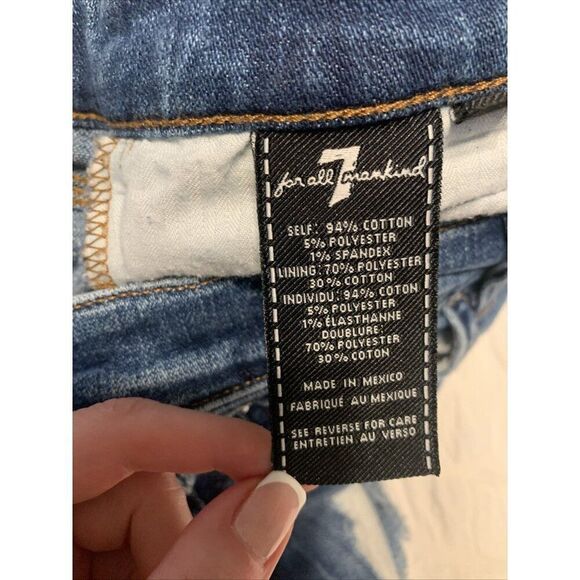 for all 7 mankind
SELF: 94% COTTON
5% POLYESTER
1% SPANDEX
LINING: 70% POLYESTER
30% COTTON
INDIVIDU: 94% COTON
5% POLYESTER
1% ÉLASTHANNE
DOUBLURE:
70% POLYESTER
30% COTON
MADE IN MEXICO
FABRIQUÉ AU MEXIQUE
SEE REVERSE FOR CARE
ENTRETIEN AU VERSO